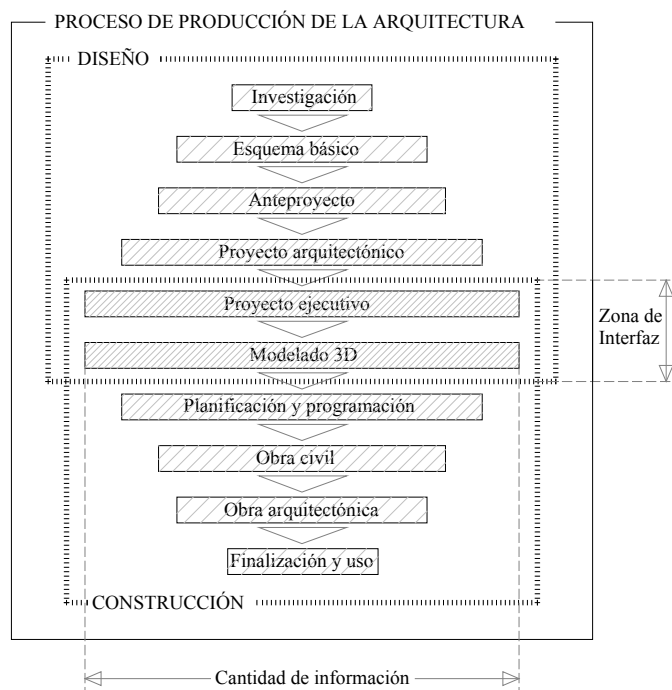 PROCESO DE PRODUCCIÓN DE LA ARQUITECTURA
DISEÑO
Investigación
Esquema básico
Anteproyecto
Proyecto arquitectónico
Proyecto ejecutivo
Zona de
Interfaz
Modelado 3D
Planificación y programación
Obra civil
Obra arquitectónica
Finalización y uso
CONSTRUCCIÓN
Cantidad de información